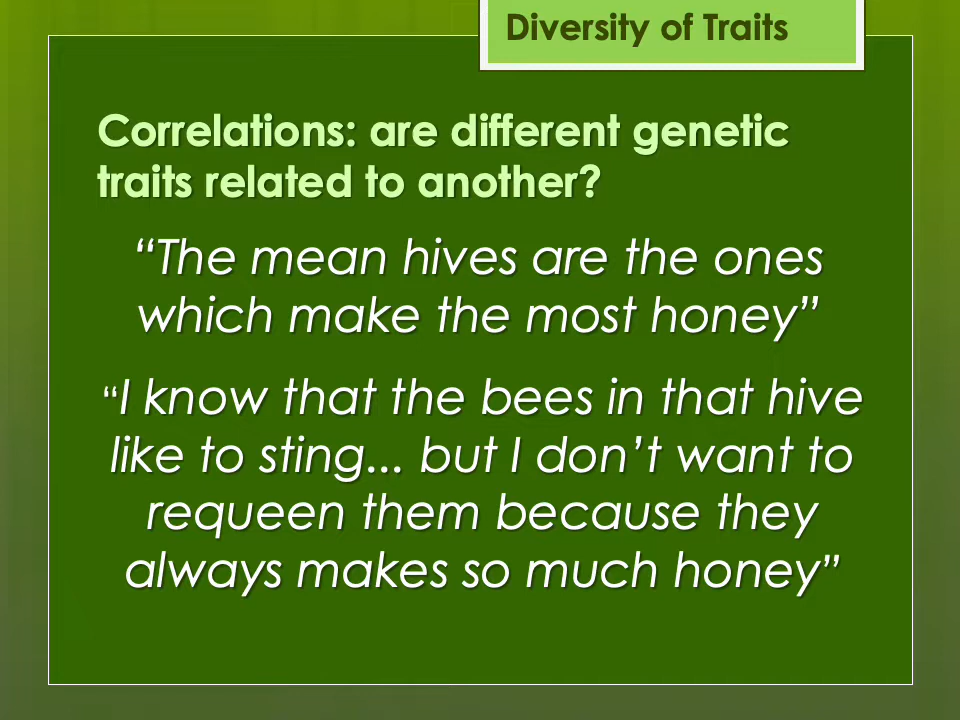 Diversity of Traits
Correlations: are different genetic
traits related to another?
“The mean hives are the ones
which make the most honey”
“I know that the bees in that hive
like to sting... but I don’t want to
requeen them because they
always makes so much honey”